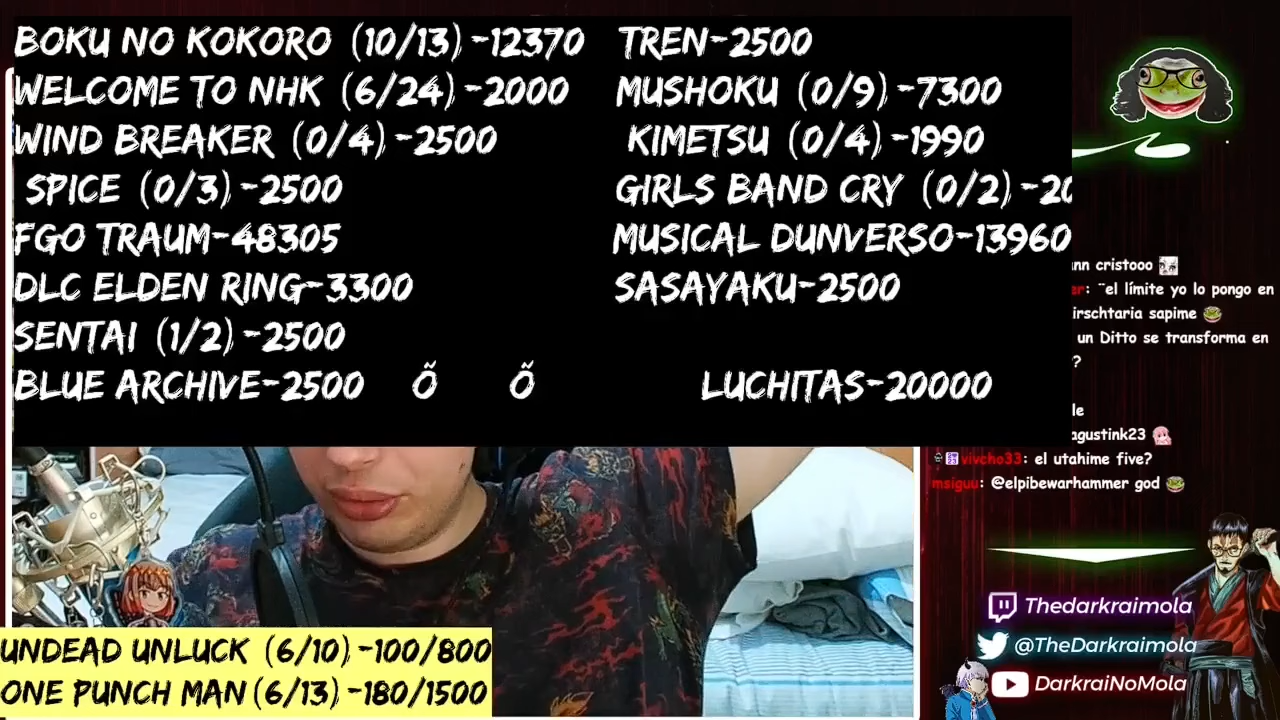 BOKU NO KOKORO (10/13) -12370
WELCOME TO NHK (6/24) -2000
WIND BREAKER (0/4) -2500
SPICE (0/3) -2500
FGO TRAUM-48305
DLC ELDEN RING-3300
SENTAI (1/2) -2500
BLUE ARCHIVE-2500 Ő Ő
TREN-2500
MUSHOKU (0/9) -7300
KIMETSU (0/4) -1990
GIRLS BAND CRY (0/2) -20
MUSICAL DUNVERSO-13960
SASAYAKU-2500
LUCHITAS-20000
cristooo
: ¨el límite yo lo pongo en
sapime
un Ditto se transforma en
?
le
agustink23
vivcho33: el utahime five?
msiguu: @elpibewarhammer god
Thedarkraimola
@TheDarkraimola
DarkraiNoMola
UNDEAD UNLUCK (6/10) -100/800
ONE PUNCH MAN (6/13) -180/1500